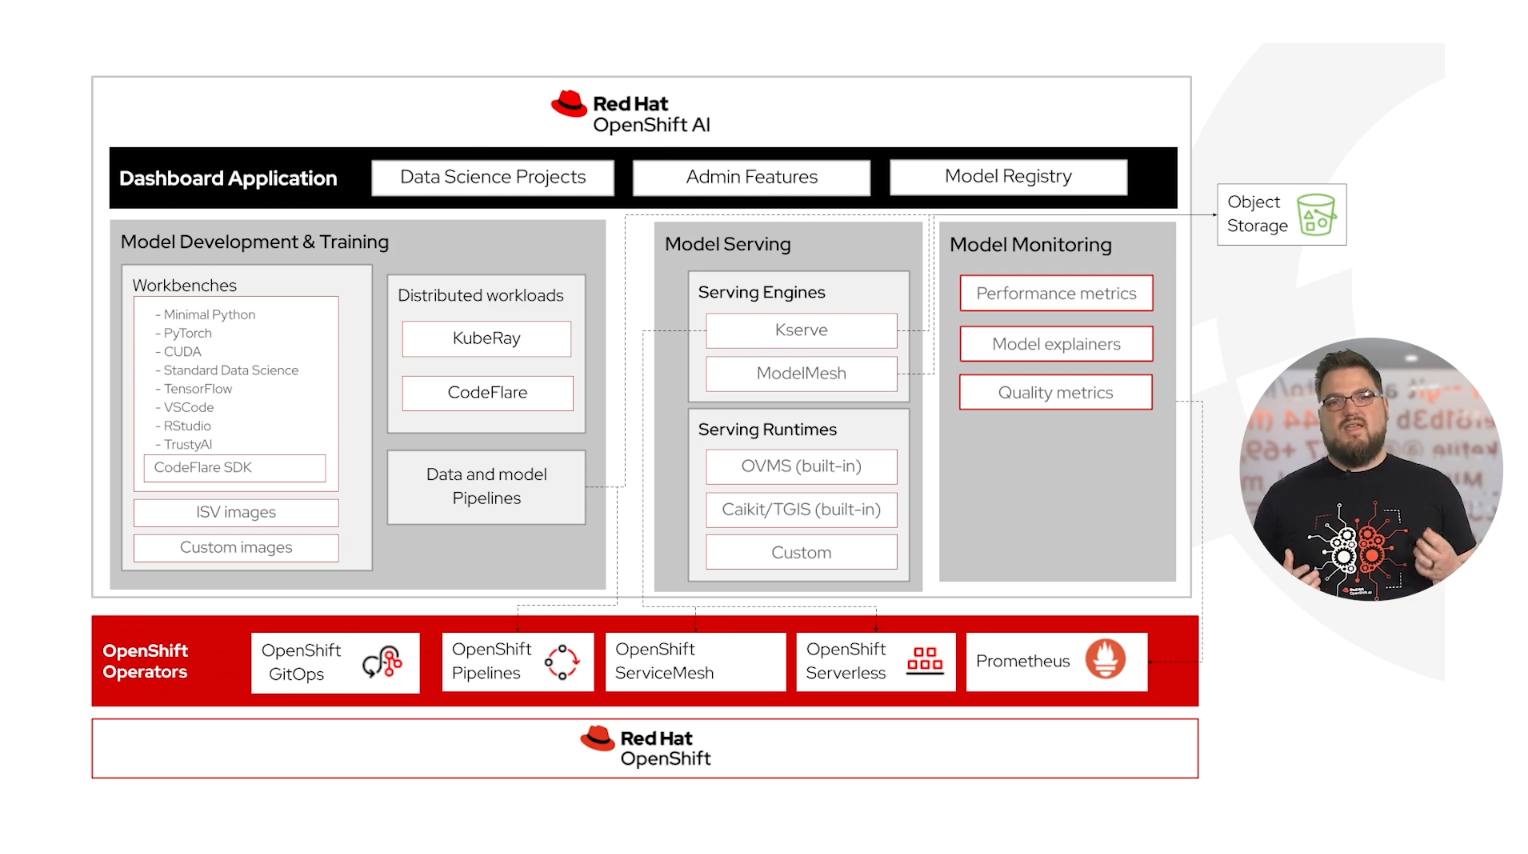 Red Hat
OpenShift AI
Dashboard Application
Data Science Projects
Admin Features
Model Registry
Object
Storage
Model Development & Training
Workbenches
- Minimal Python
- PyTorch
- CUDA
- Standard Data Science
- TensorFlow
- VSCode
- RStudio
- TrustyAI
CodeFlare SDK
ISV images
Custom images
Distributed workloads
KubeRay
CodeFlare
Data and model
Pipelines
Model Serving
Serving Engines
Kserve
ModelMesh
Serving Runtimes
OVMS (built-in)
Caikit/TGIS (built-in)
Custom
Model Monitoring
Performance metrics
Model explainers
Quality metrics
Red Hat
OpenShift AI
OpenShift
Operators
OpenShift
GitOps
OpenShift
Pipelines
OpenShift
ServiceMesh
OpenShift
Serverless
Prometheus
Red Hat
OpenShift